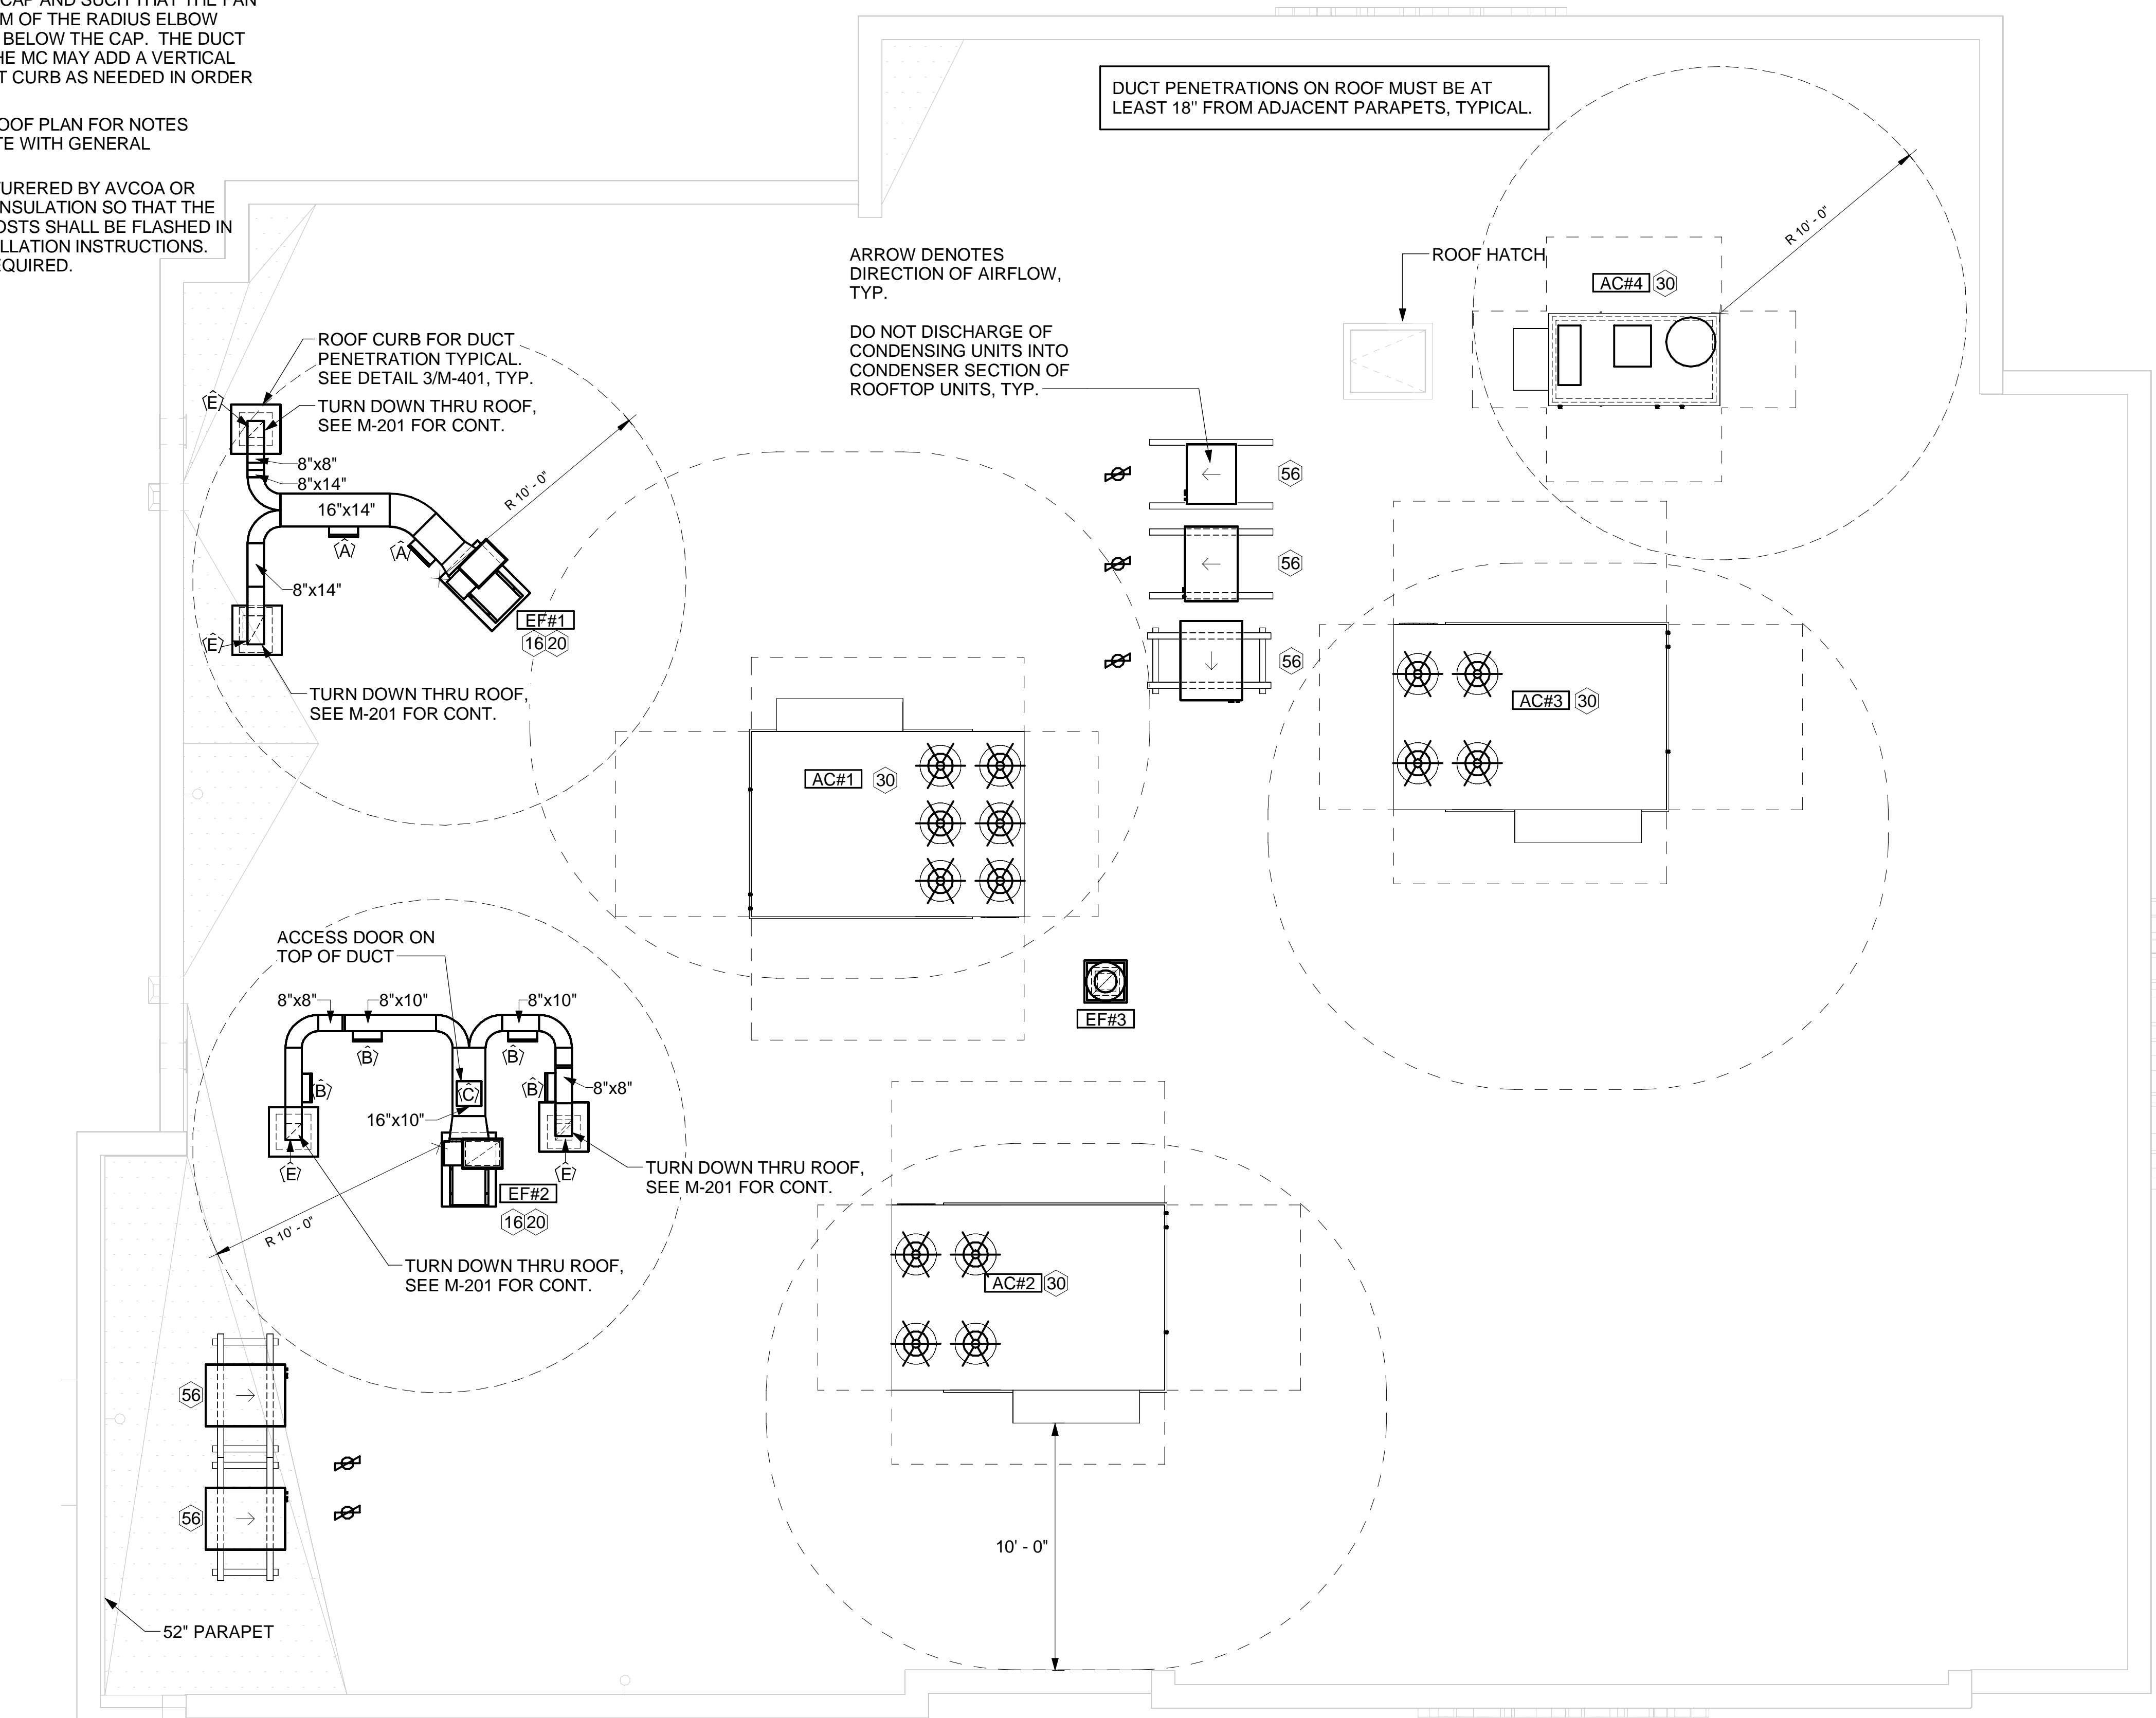 CAP AND SUCH THAT THE FAN
M OF THE RADIUS ELBOW
BELOW THE CAP. THE DUCT
HE MC MAY ADD A VERTICAL
T CURB AS NEEDED IN ORDER
OOF PLAN FOR NOTES
TE WITH GENERAL
TURERED BY AVCOA OR
NSULATION SO THAT THE
OSTS SHALL BE FLASHED IN
LLATION INSTRUCTIONS.
EQUIRED.
DUCT PENETRATIONS ON ROOF MUST BE AT
LEAST 18" FROM ADJACENT PARAPETS, TYPICAL.
R 10' - 0"
ROOF HATCH
AC#4 30
ARROW DENOTES
DIRECTION OF AIRFLOW,
TYP.
DO NOT DISCHARGE OF
CONDENSING UNITS INTO
CONDENSER SECTION OF
ROOFTOP UNITS, TYP.
ROOF CURB FOR DUCT
PENETRATION TYPICAL.
SEE DETAIL 3/M-401, TYP.
E
TURN DOWN THRU ROOF,
SEE M-201 FOR CONT.
8"x8"
8"x14"
16"x14"
R 10' - 0"
A
A
8"x14"
EF#1
16 20
E
TURN DOWN THRU ROOF,
SEE M-201 FOR CONT.
56
56
56
AC#3 30
AC#1 30
ACCESS DOOR ON
TOP OF DUCT
8"x8"
8"x10"
8"x10"
EF#3
B
B
B
C
B
8"x8"
16"x10"
E
E
TURN DOWN THRU ROOF,
SEE M-201 FOR CONT.
EF#2
16 20
R 10' - 0"
TURN DOWN THRU ROOF,
SEE M-201 FOR CONT.
AC#2 30
56
56
10' - 0"
52" PARAPET